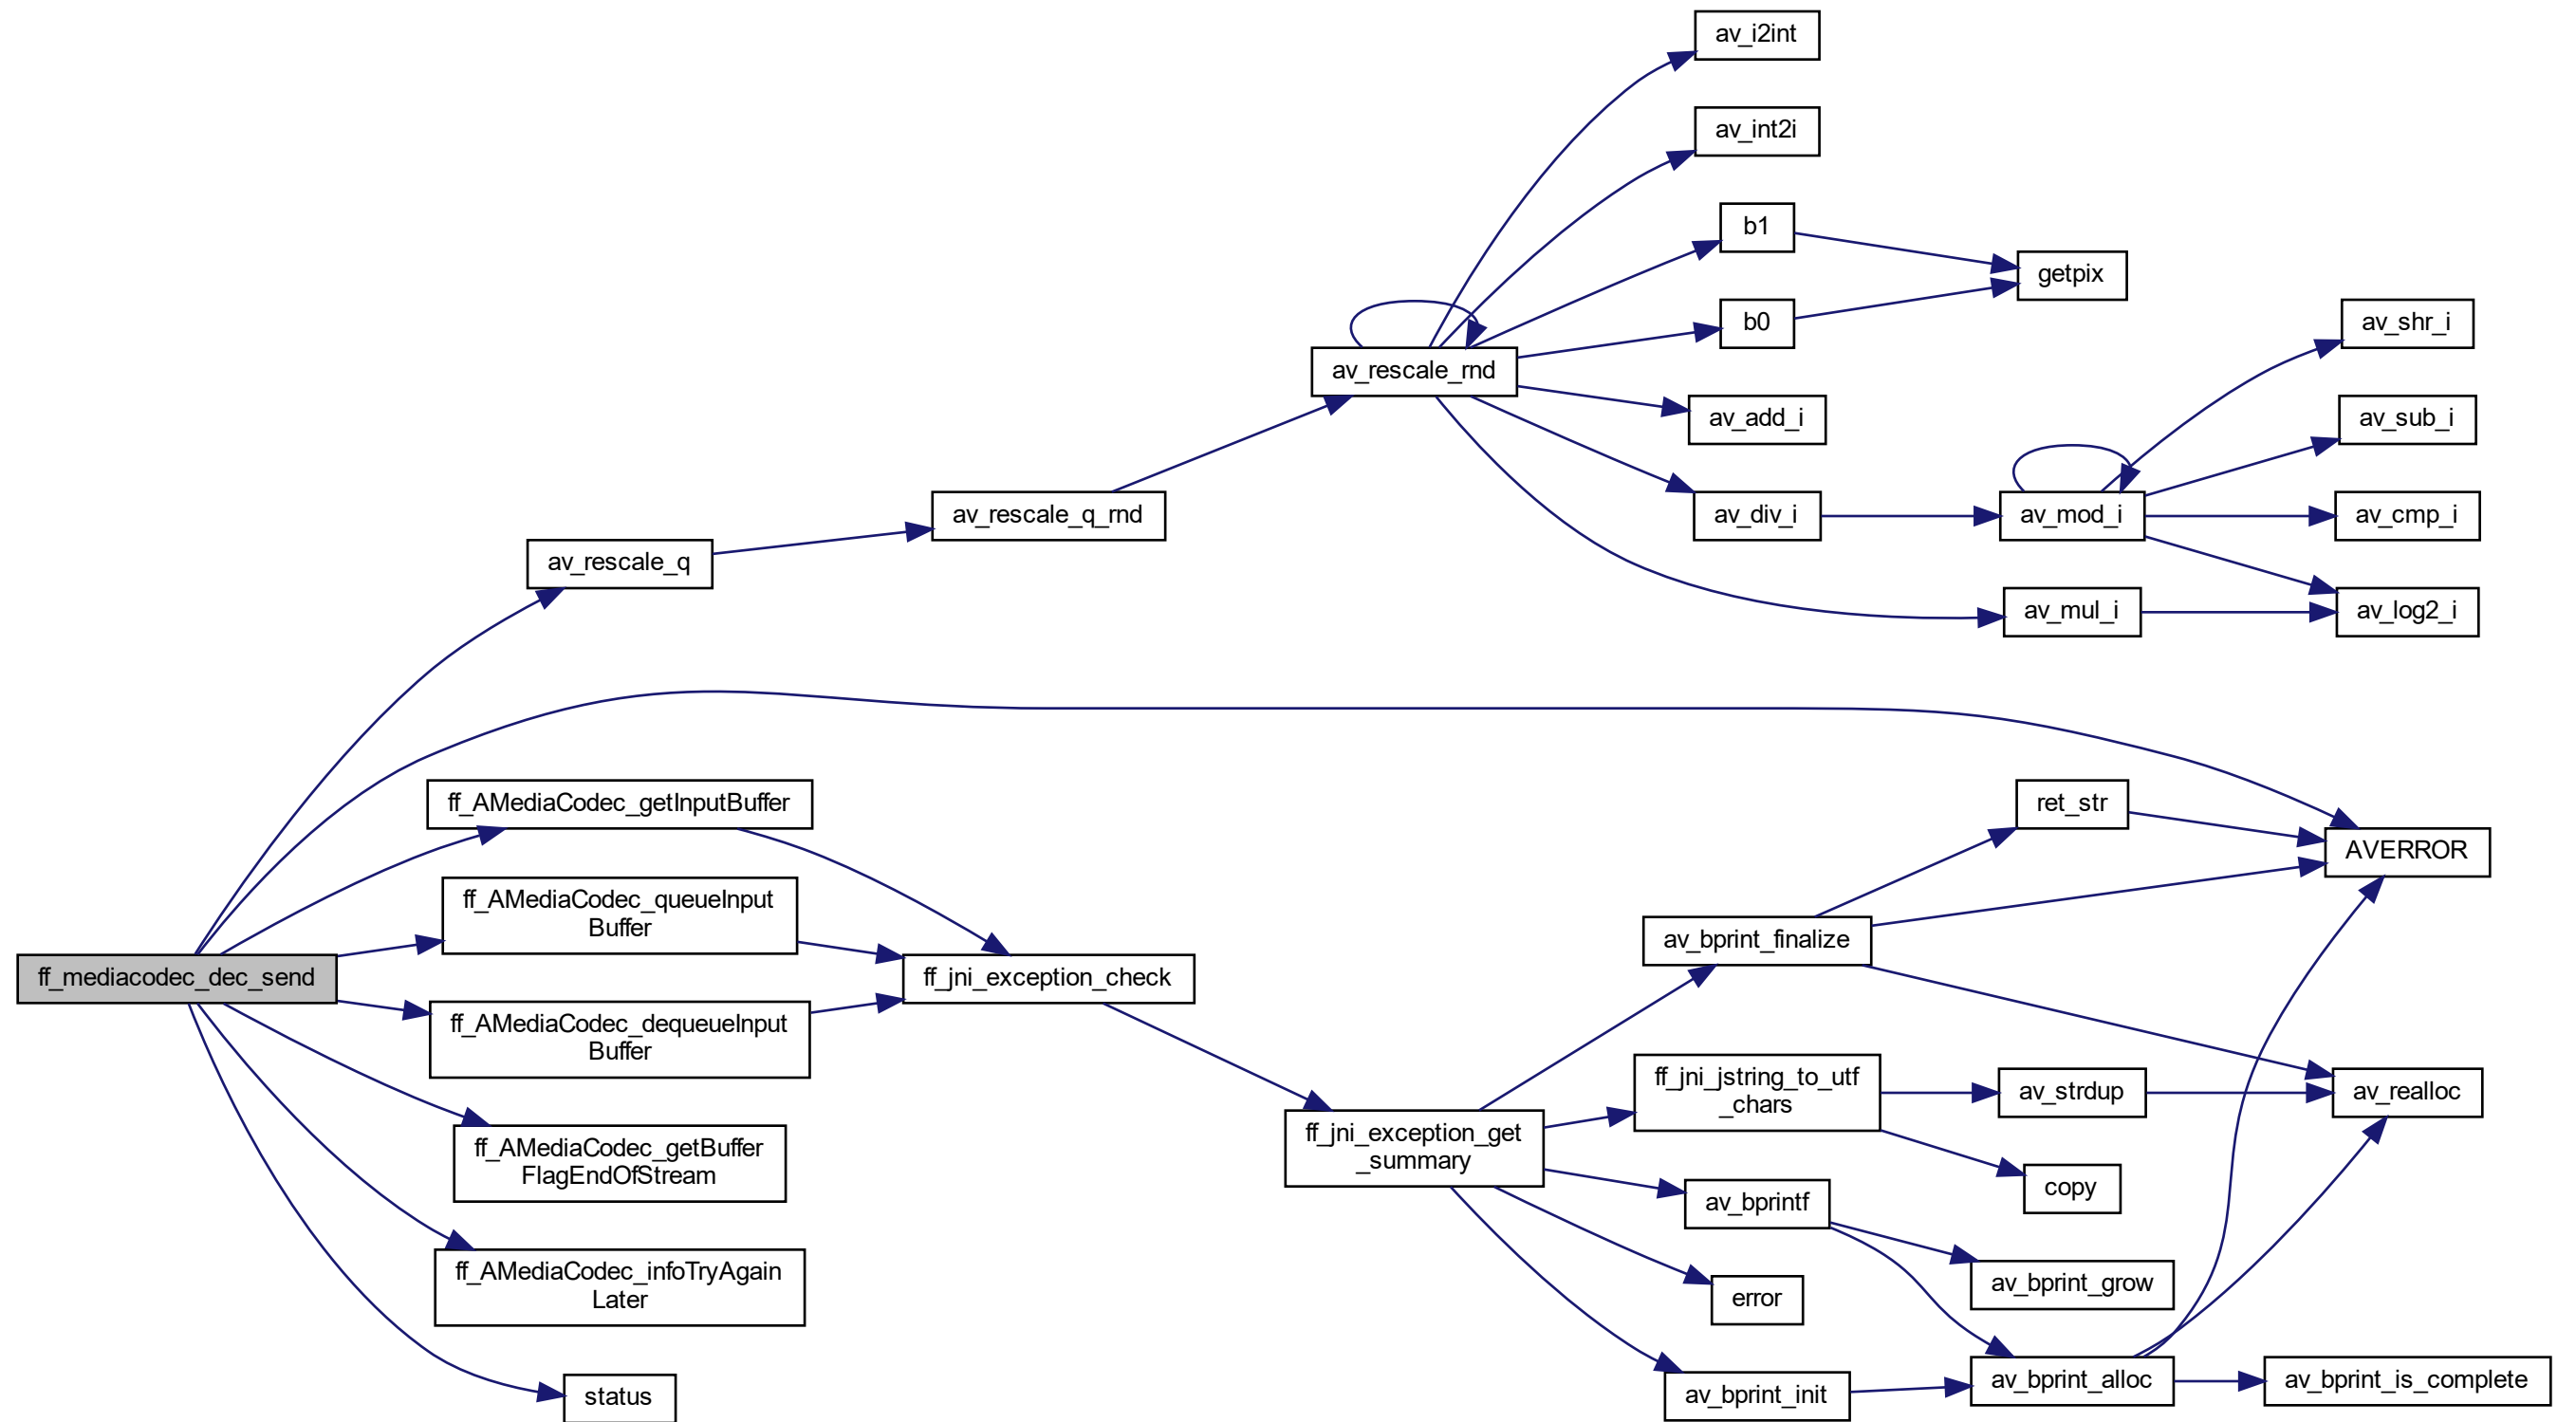 av_i2int
av_int2i
b1
getpix
b0
av_shr_i
av_rescale_rnd
av_add_i
av_sub_i
av_rescale_q_rnd
av_div_i
av_mod_i
av_cmp_i
av_rescale_q
av_mul_i
av_log2_i
ff_AMediaCodec_getInputBuffer
ret_str
AVERROR
ff_AMediaCodec_queueInput
Buffer
av_bprint_finalize
ff_mediacodec_dec_send
ff_jni_exception_check
ff_AMediaCodec_dequeueInput
Buffer
ff_jni_jstring_to_utf
_chars
av_strdup
av_realloc
ff_jni_exception_get
_summary
ff_AMediaCodec_getBuffer
FlagEndOfStream
copy
av_bprintf
ff_AMediaCodec_infoTryAgain
Later
error
av_bprint_grow
status
av_bprint_init
av_bprint_alloc
av_bprint_is_complete